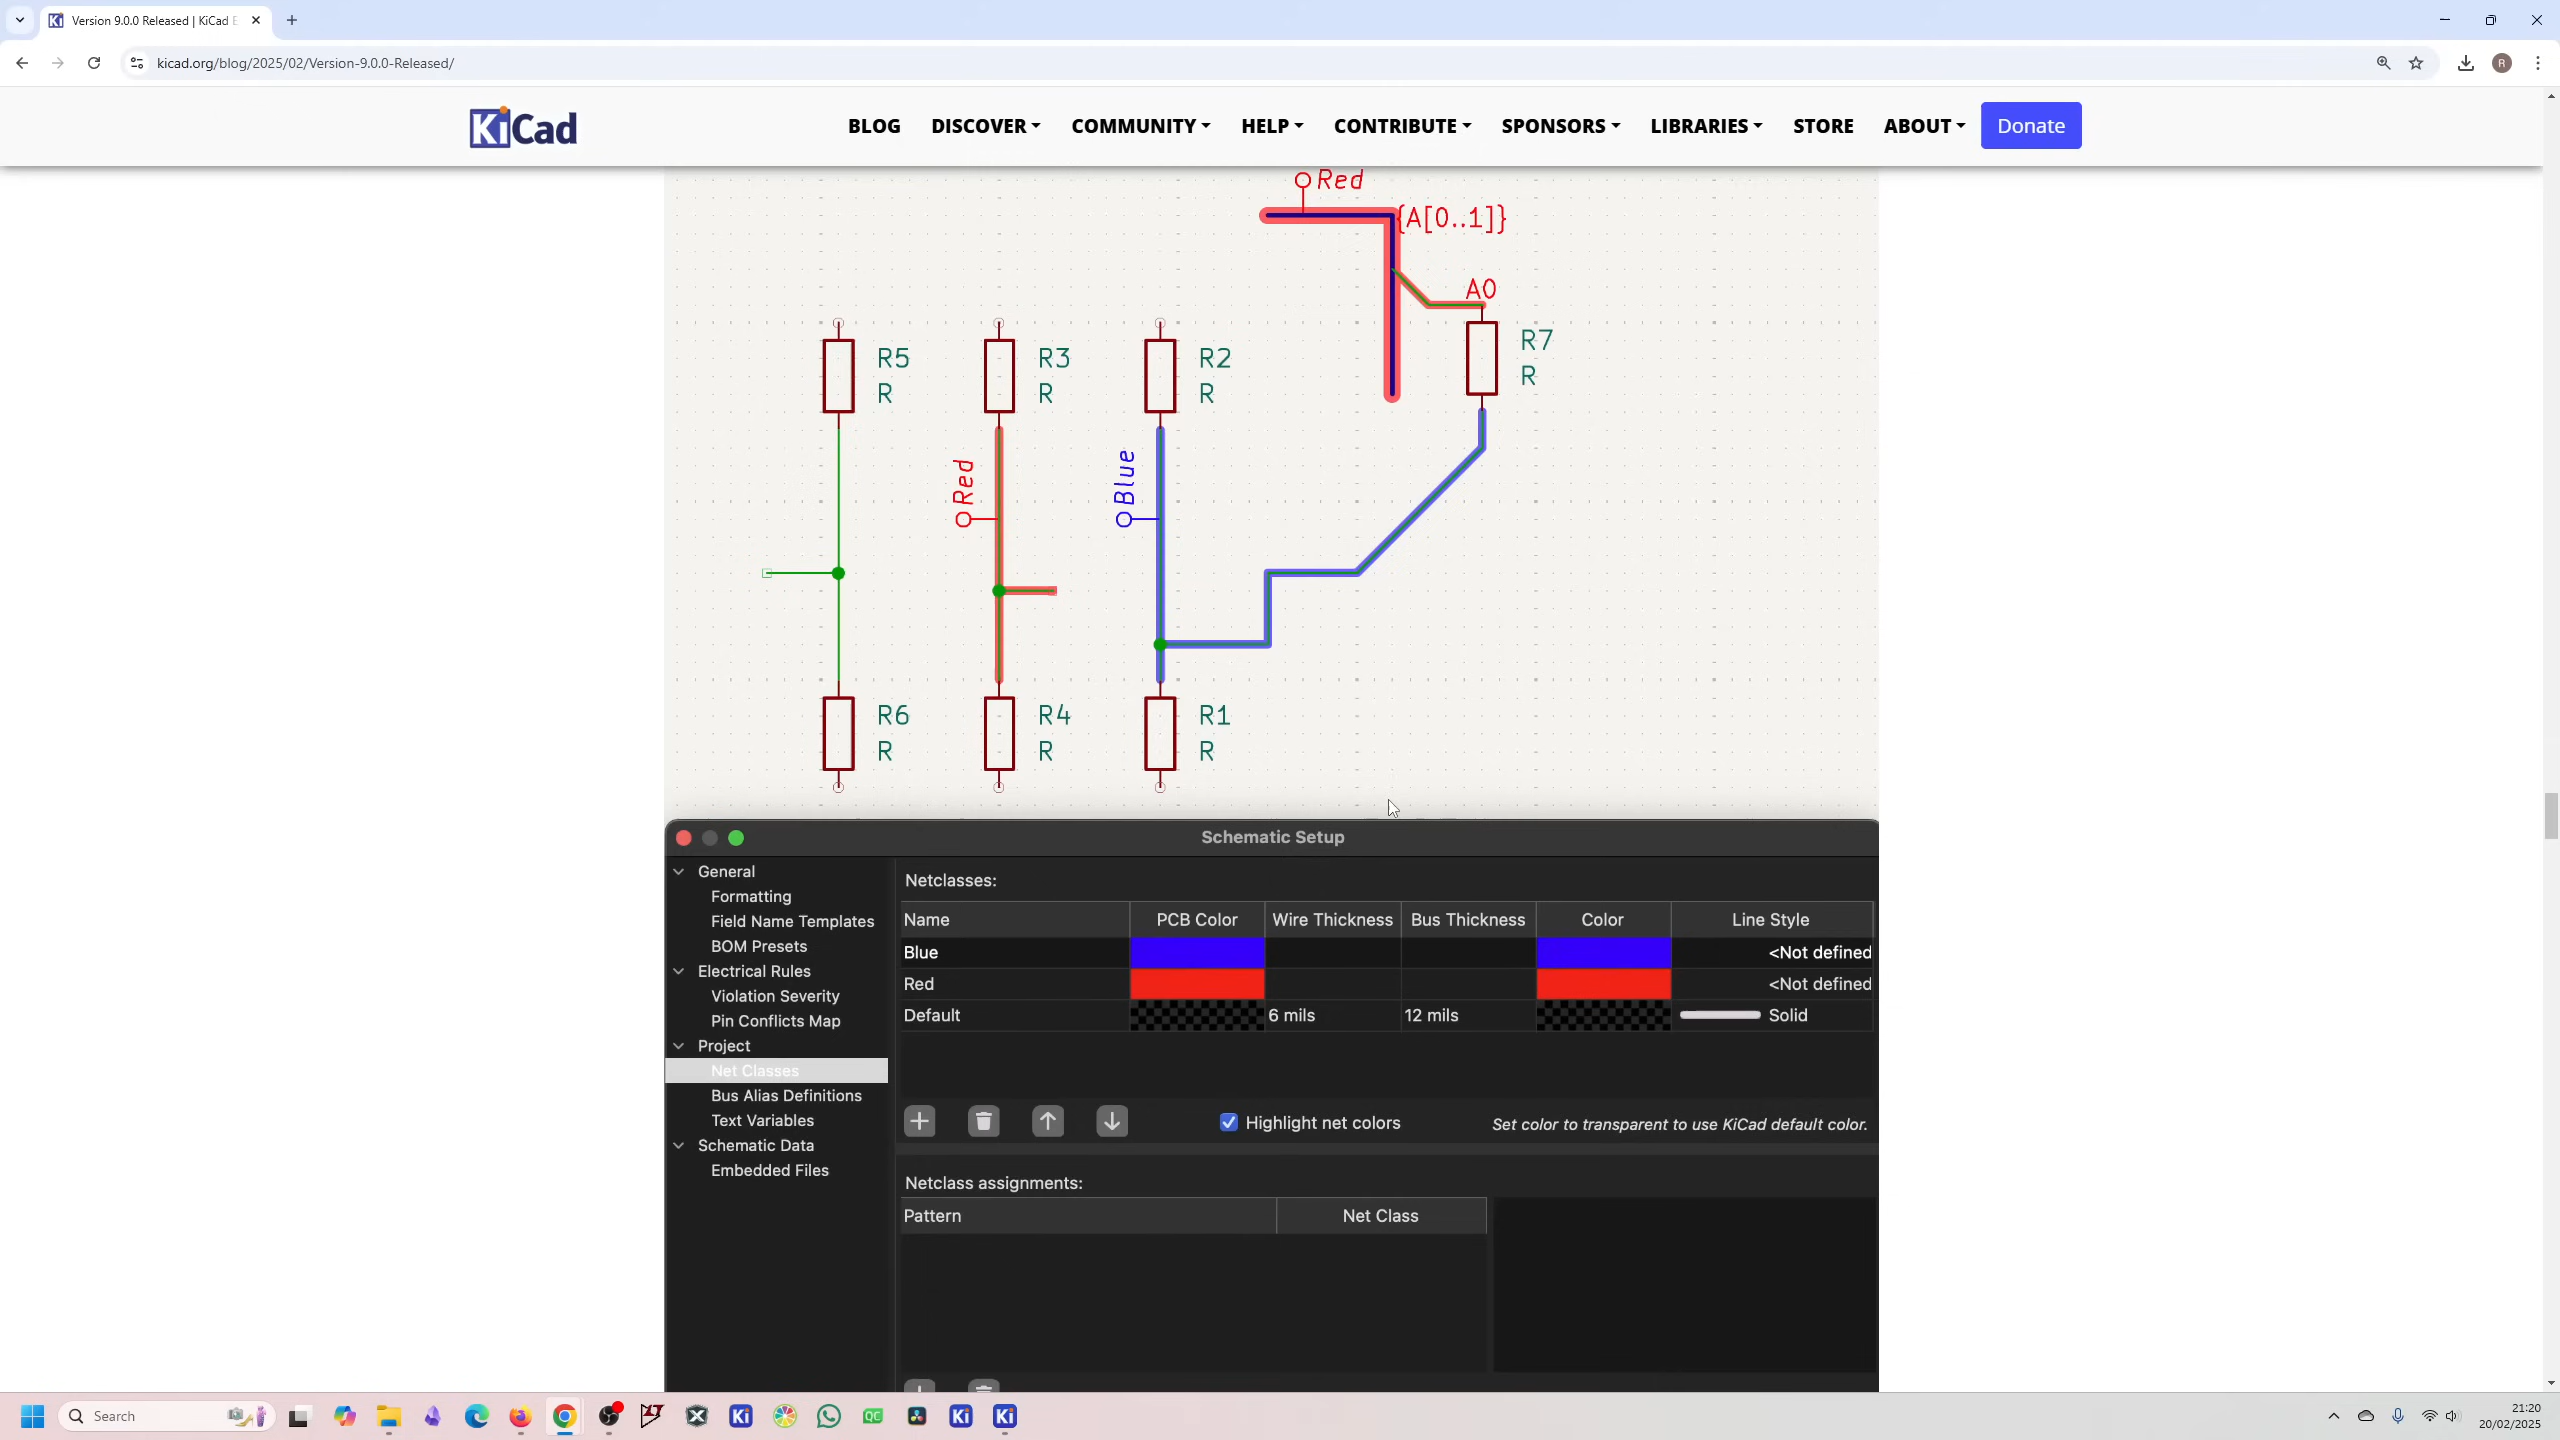 Version 9.0.0 Released | KiCad E
kicad.org/blog/2025/02/Version-9.0.0-Released/
R
KiCad
BLOG DISCOVER COMMUNITY HELP CONTRIBUTE SPONSORS LIBRARIES STORE ABOUT Donate
Red
{A[0..1]}
A0
R7
R
R5
R
R3
R
R2
R
Red
Blue
R6
R
R4
R
R1
R
Schematic Setup
General
Formatting
Field Name Templates
BOM Presets
Electrical Rules
Violation Severity
Pin Conflicts Map
Project
Net Classes
Bus Alias Definitions
Text Variables
Schematic Data
Embedded Files
Netclasses:
Name PCB Color Wire Thickness Bus Thickness Color Line Style
Blue <Not defined
Red <Not defined
Default 6 mils 12 mils Solid
Highlight net colors Set color to transparent to use KiCad default color.
Netclass assignments:
Pattern Net Class
Search
QC
Ki
Ki
Ki
21:20
20/02/2025